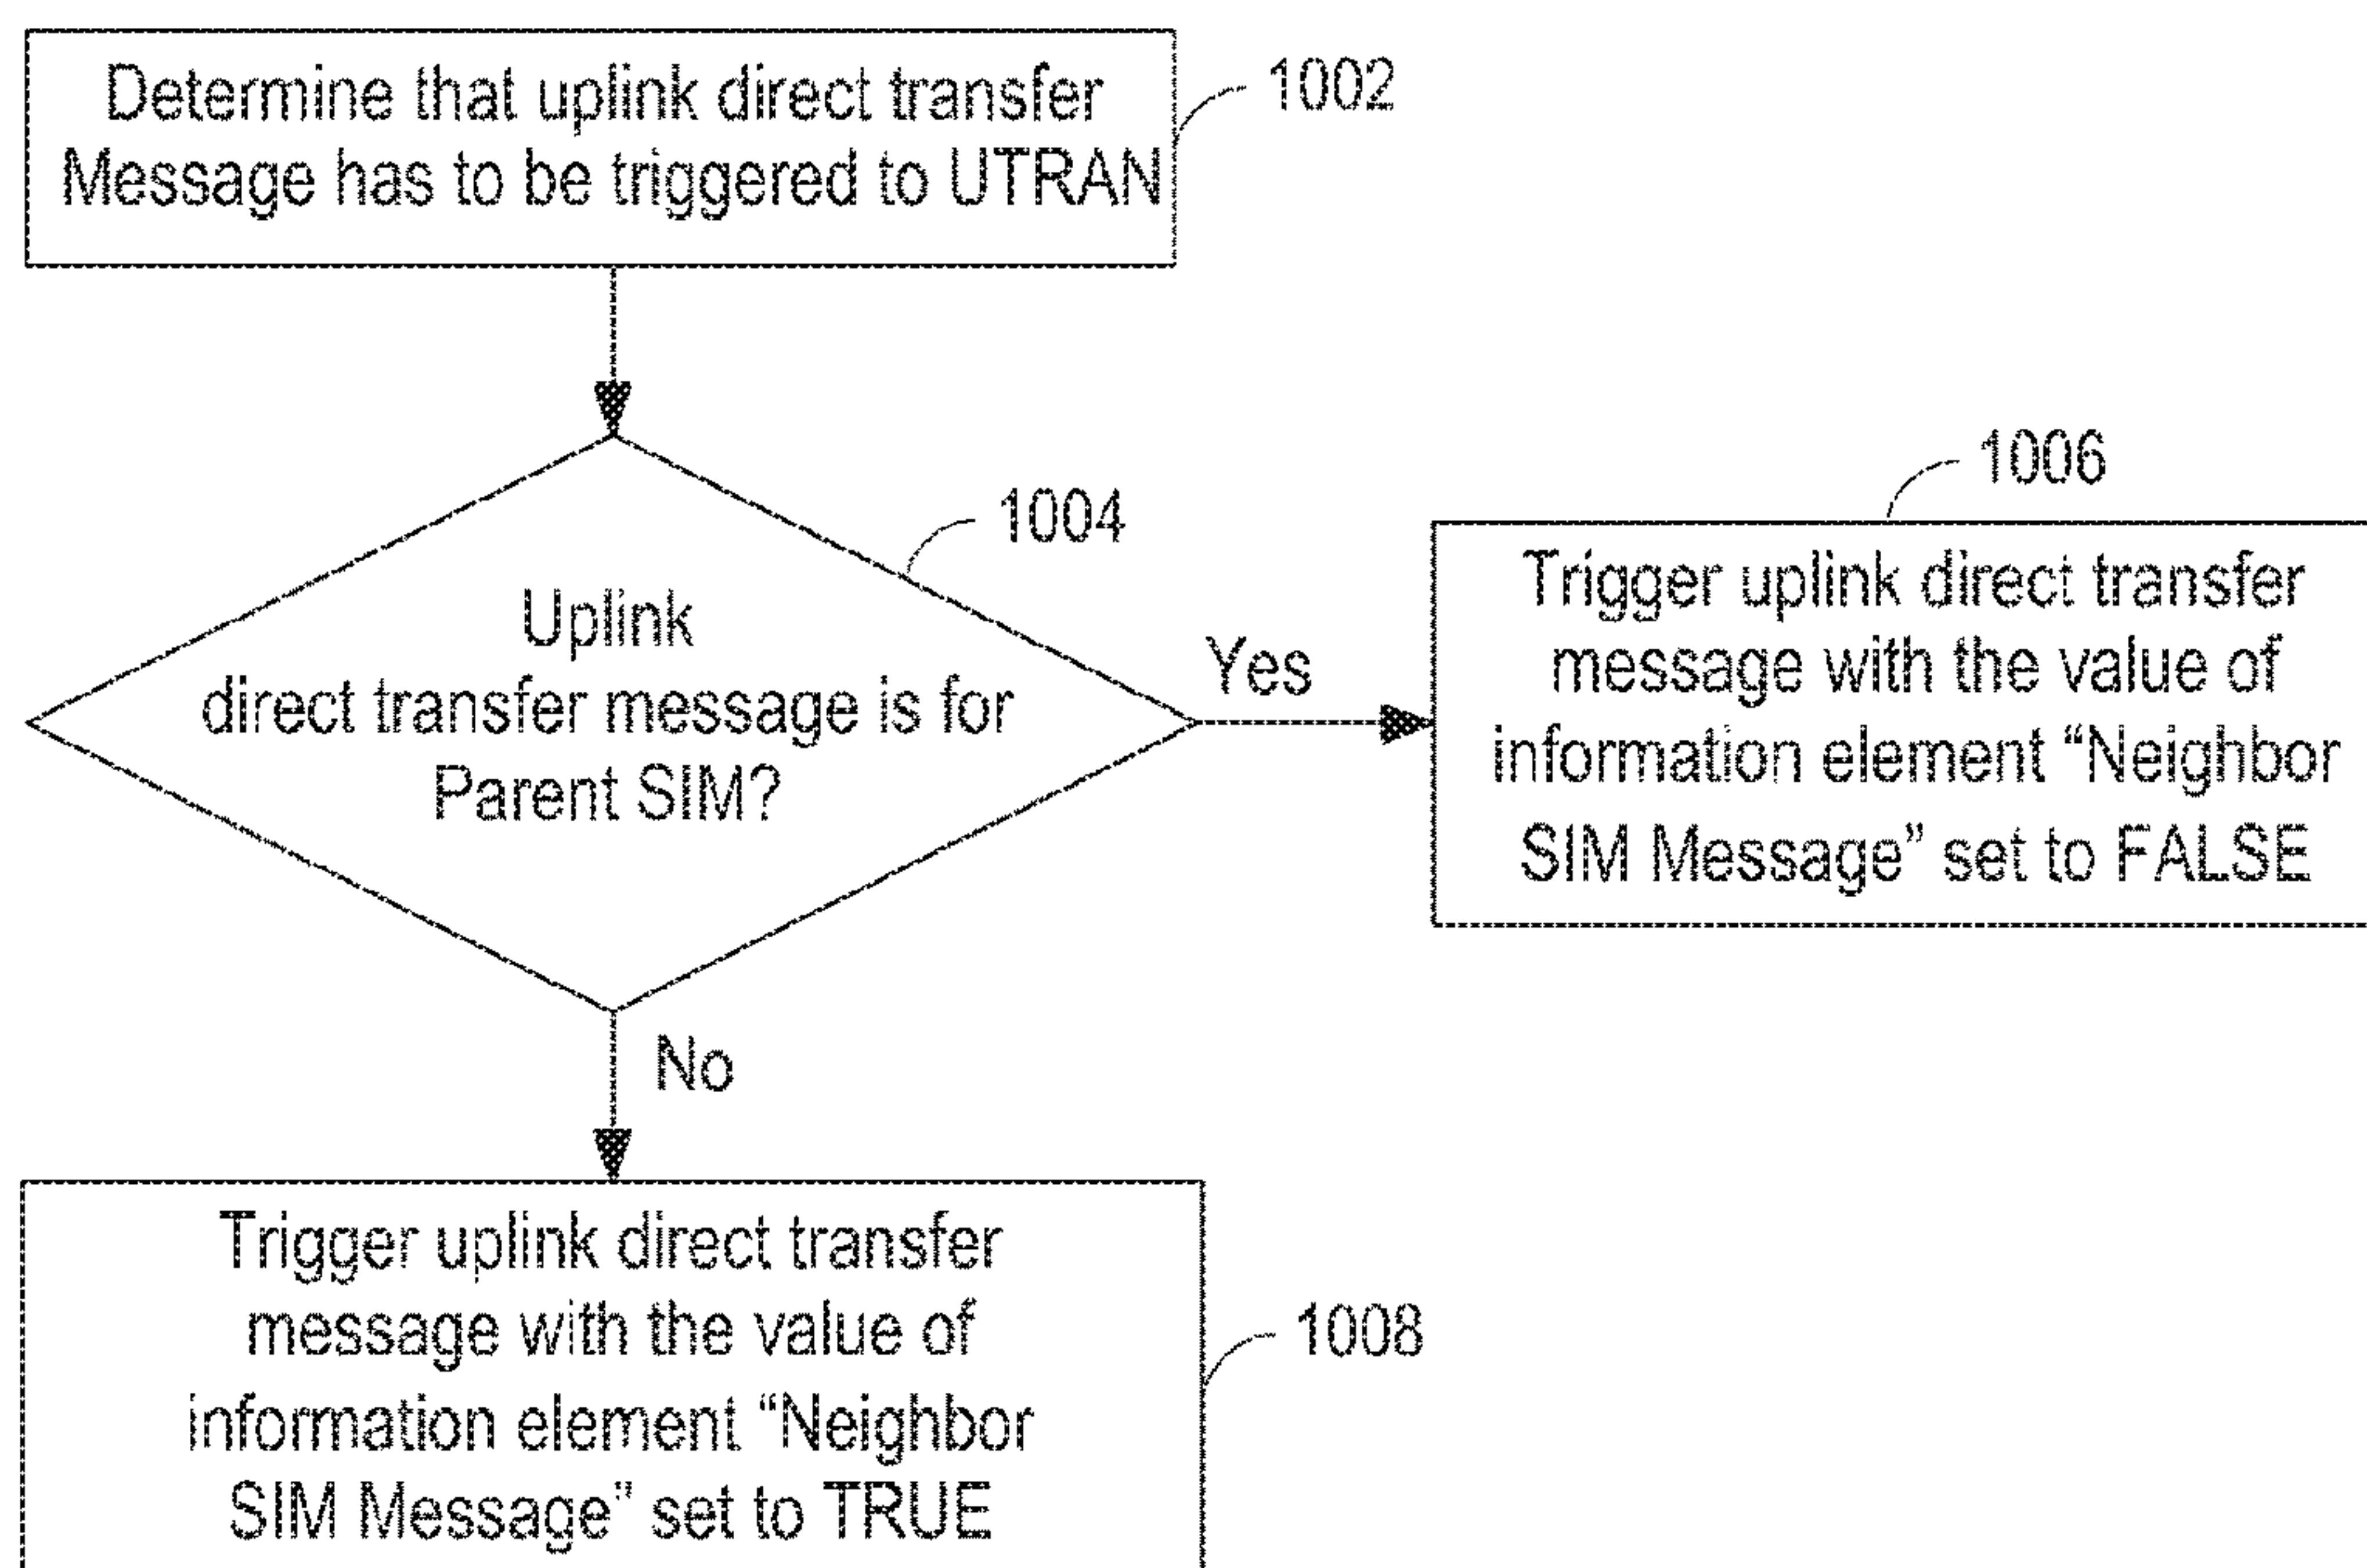 Determine that uplink direct transfer
Message has to be triggered to UTRAN
1002
1004
Uplink
direct transfer message is for
Parent SIM?
Yes
1006
Trigger uplink direct transfer
message with the value of
information element “Neighbor
SIM Message” set to FALSE
No
Trigger uplink direct transfer
message with the value of
information element “Neighbor
SIM Message” set to TRUE
1008